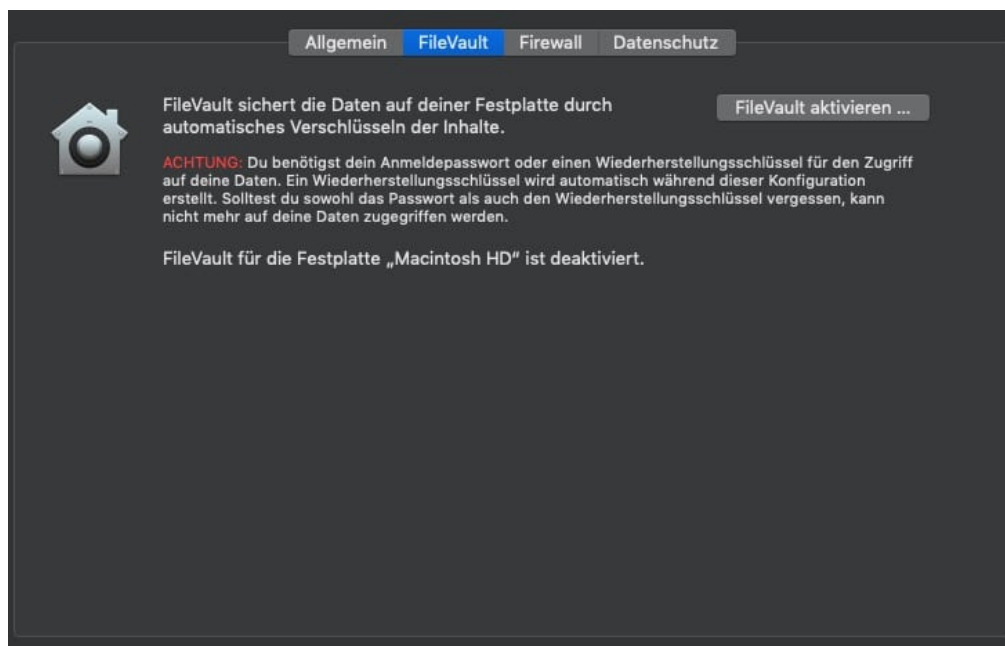 Allgemein FileVault Firewall Datenschutz
FileVault sichert die Daten auf deiner Festplatte durch
automatisches Verschlüsseln der Inhalte.
FileVault aktivieren ...
ACHTUNG: Du benötigst dein Anmeldepasswort oder einen Wiederherstellungsschlüssel für den Zugriff
auf deine Daten. Ein Wiederherstellungsschlüssel wird automatisch während dieser Konfiguration
erstellt. Solltest du sowohl das Passwort als auch den Wiederherstellungsschlüssel vergessen, kann
nicht mehr auf deine Daten zugegriffen werden.
FileVault für die Festplatte „Macintosh HD“ ist deaktiviert.